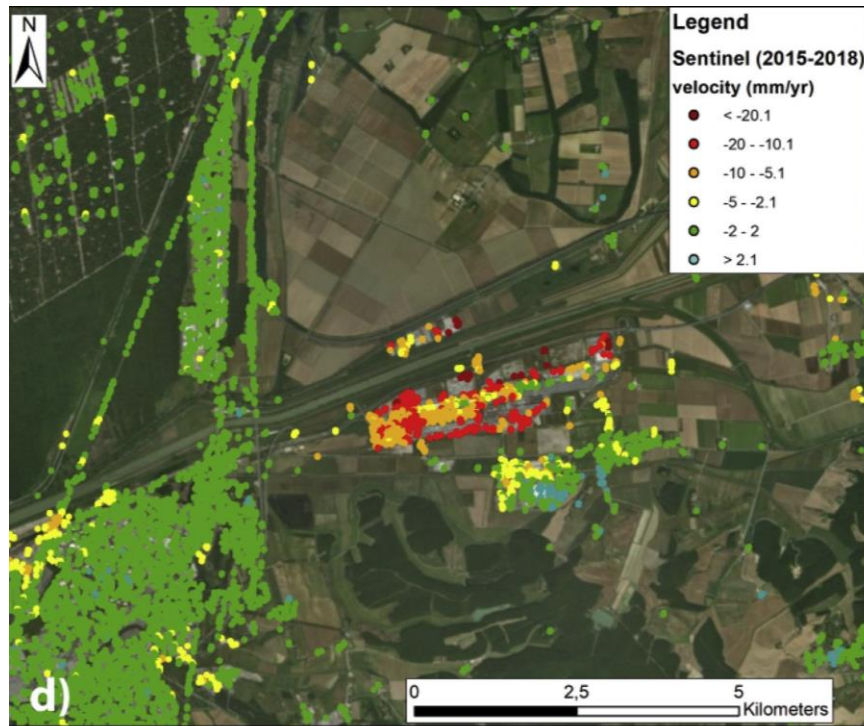 N
Legend
Sentinel (2015-2018)
velocity (mm/yr)
< -20.1
-20 - -10.1
-10 - -5.1
-5 - -2.1
-2 - 2
> 2.1
d)
0 2,5 5
Kilometers